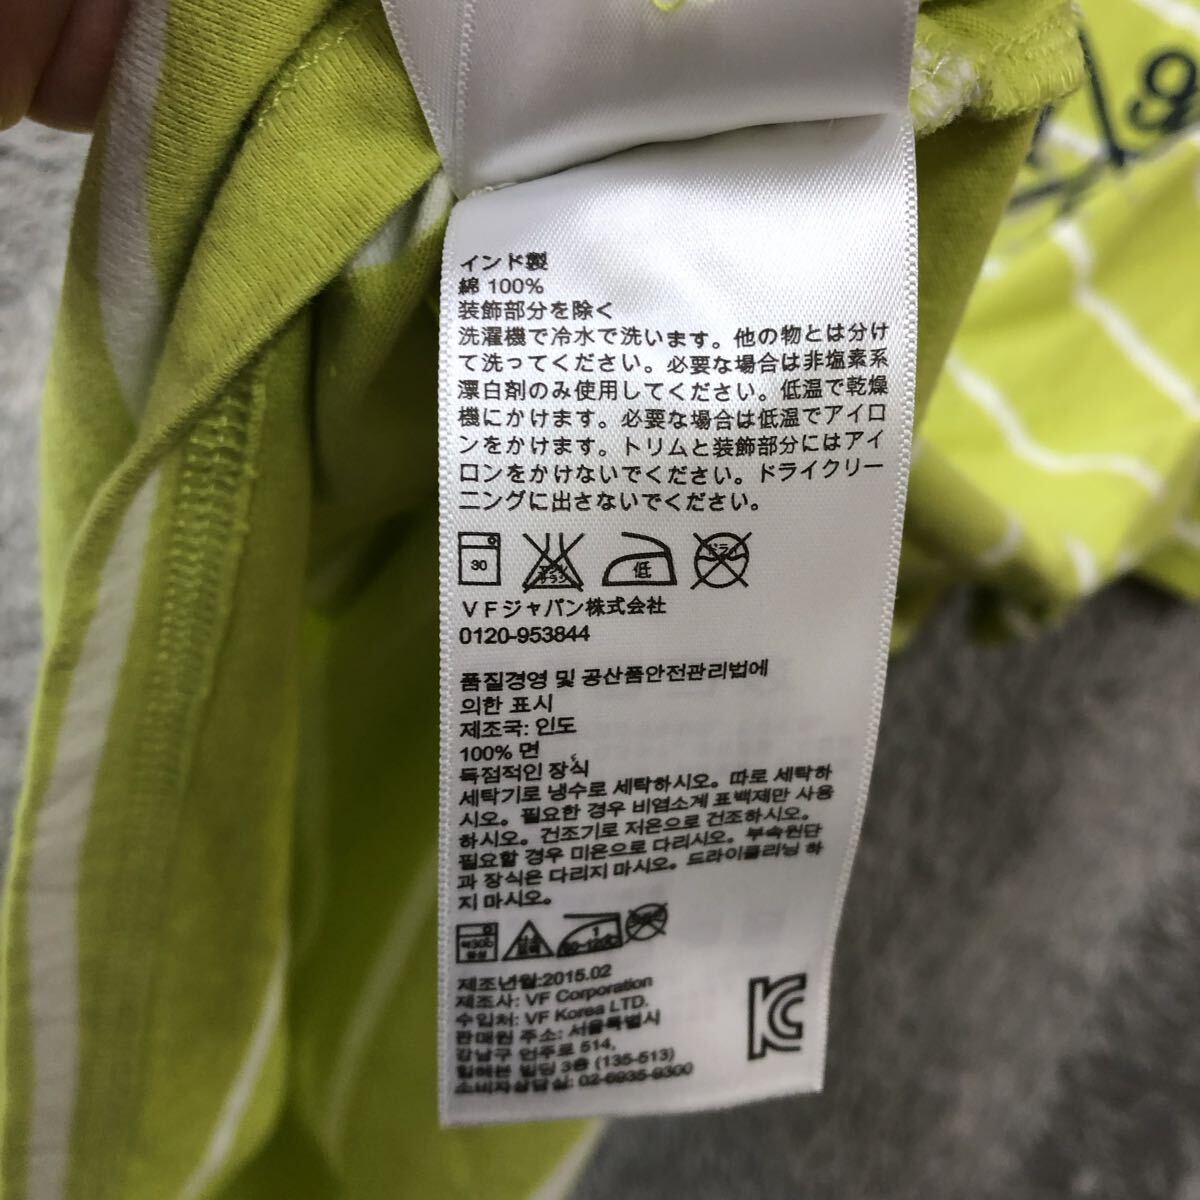 インド製
綿 100%
装飾部分を除く
洗濯機で冷水で洗います。他の物とは分け
て洗ってください。必要な場合は非塩素系
漂白剤のみ使用してください。低温で乾燥
機にかけます。必要な場合は低温でアイロ
ンをかけます。トリムと装飾部分にはアイ
ロンをかけないでください。ドライクリー
ニングに出さないでください。
30
低
ドライ
VFジャパン株式会社
0120-953844
품질경영 및 공산품안전관리법에
의한 표시
제조국: 인도
100% 면
독점적인 장식
세탁기로 냉수로 세탁하시오. 따로 세탁하
시오. 필요한 경우 비염소계 표백제만 사용
하시오. 건조기로 저온으로 건조하시오.
필요할 경우 미온으로 다리시오. 부속원단
과 장식은 다리지 마시오. 드라이클리닝 하
지 마시오.
제조년월:2015.02
제조사: VF Corporation
수입처: VF Korea LTD.
판매원 주소: 서울특별시
강남구 언주로 514,
빌딩 3층 (135-513)
소비자상담실: 02-6935-9300